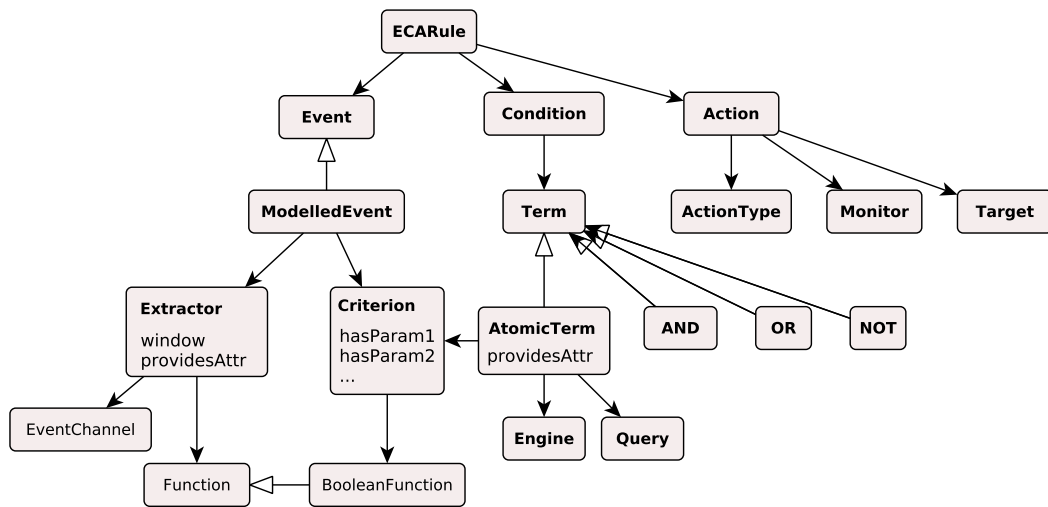 ECARule
Event
Condition
Action
ModelledEvent
Term
ActionType
Monitor
Target
Extractor
window
providesAttr
Criterion
hasParam1
hasParam2
...
AtomicTerm
providesAttr
AND
OR
NOT
EventChannel
Engine
Query
Function
BooleanFunction